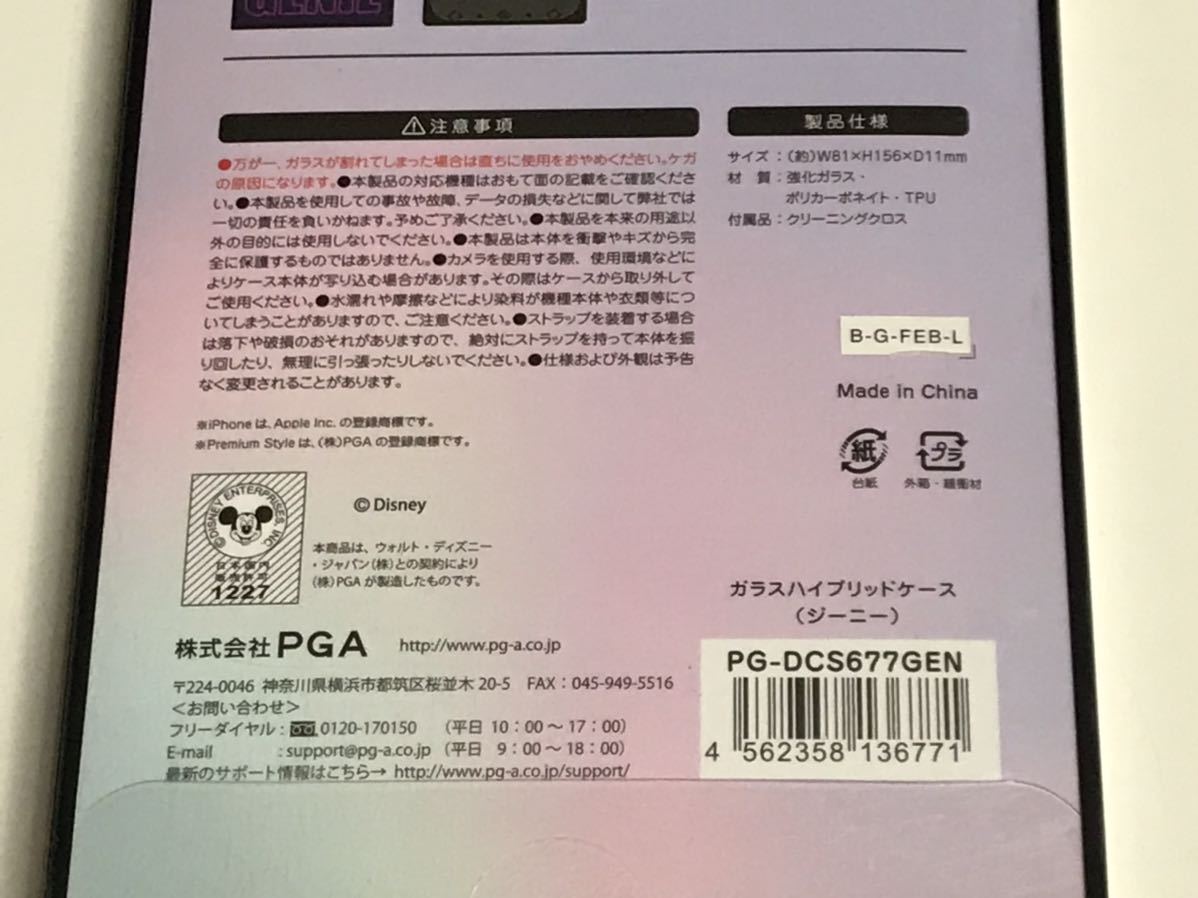 GENIE
⚠注意事項
●万が一、ガラスが割れてしまった場合は直ちに使用をおやめください。ケガ
の原因になります。●本製品の対応機種はおもて面の記載をご確認くださ
い。●本製品を使用しての事故や故障、データの損失などに関して弊社では
一切の責任を負いかねます。予めご了承ください。●本製品を本来の用途以
外の目的には使用しないでください。●本製品は本体を衝撃やキズから完
全に保護するものではありません。●カメラを使用する際、使用環境などに
よりケース本体が写り込む場合があります。その際はケースから取り外して
ご使用ください。●水濡れや摩擦などにより染料が機種本体や衣類等につ
いてしまうことがありますので、ご注意ください。●ストラップを装着する場合
は落下や破損のおそれがありますので、絶対にストラップを持って本体を振
り回したり、無理に引っ張ったりしないでください。●仕様および外観は予告
なく変更されることがあります。
※iPhone は、Apple Inc. の登録商標です。
※Premium Style は、(株)PGA の登録商標です。
製品仕様
サイズ：(約)W81×H156×D11mm
材　質：強化ガラス・
ポリカーボネイト・TPU
付属品：クリーニングクロス
B-G-FEB-L
Made in China
紙
台紙
プラ
外箱・緩衝材
©DISNEY ENTERPRISES, INC.
日本国内
販売許可
1227
© Disney
本商品は、ウォルト・ディズニー
・ジャパン(株)との契約により
(株)PGA が製造したものです。
株式会社 PGA http://www.pg-a.co.jp
〒224-0046 神奈川県横浜市都筑区桜並木 20-5 FAX：045-949-5516
＜お問い合わせ＞
フリーダイヤル：0120-170150 （平日 10：00～17：00）
E-mail ：support@pg-a.co.jp （平日 9：00～18：00）
最新のサポート情報はこちら→ http://www.pg-a.co.jp/support/
ガラスハイブリッドケース
（ジーニー）
PG-DCS677GEN
4 562358 136771